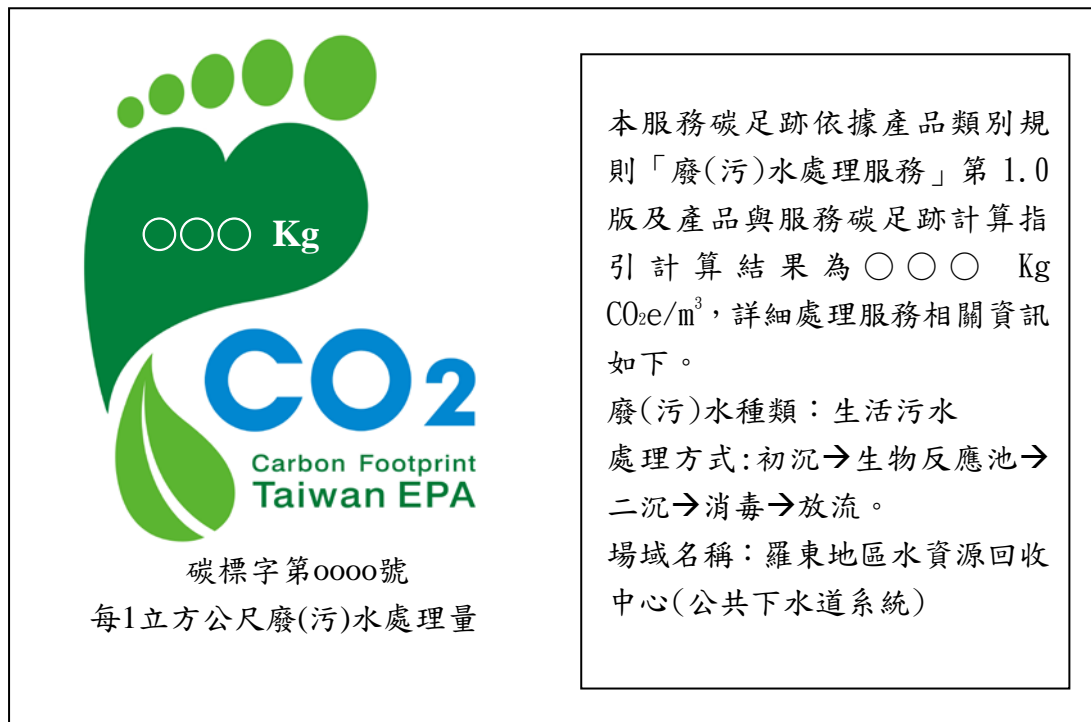 ○○○ Kg
CO2
Carbon Footprint
Taiwan EPA
碳標字第oooo號
每1立方公尺廢(污)水處理量
本服務碳足跡依據產品類別規
則「廢(污)水處理服務」第 1.0
版及產品與服務碳足跡計算指
引計算結果為○○○ Kg
CO₂e/m³，詳細處理服務相關資訊
如下。
廢(污)水種類：生活污水
處理方式:初沉→生物反應池→
二沉→消毒→放流。
場域名稱：羅東地區水資源回收
中心(公共下水道系統)